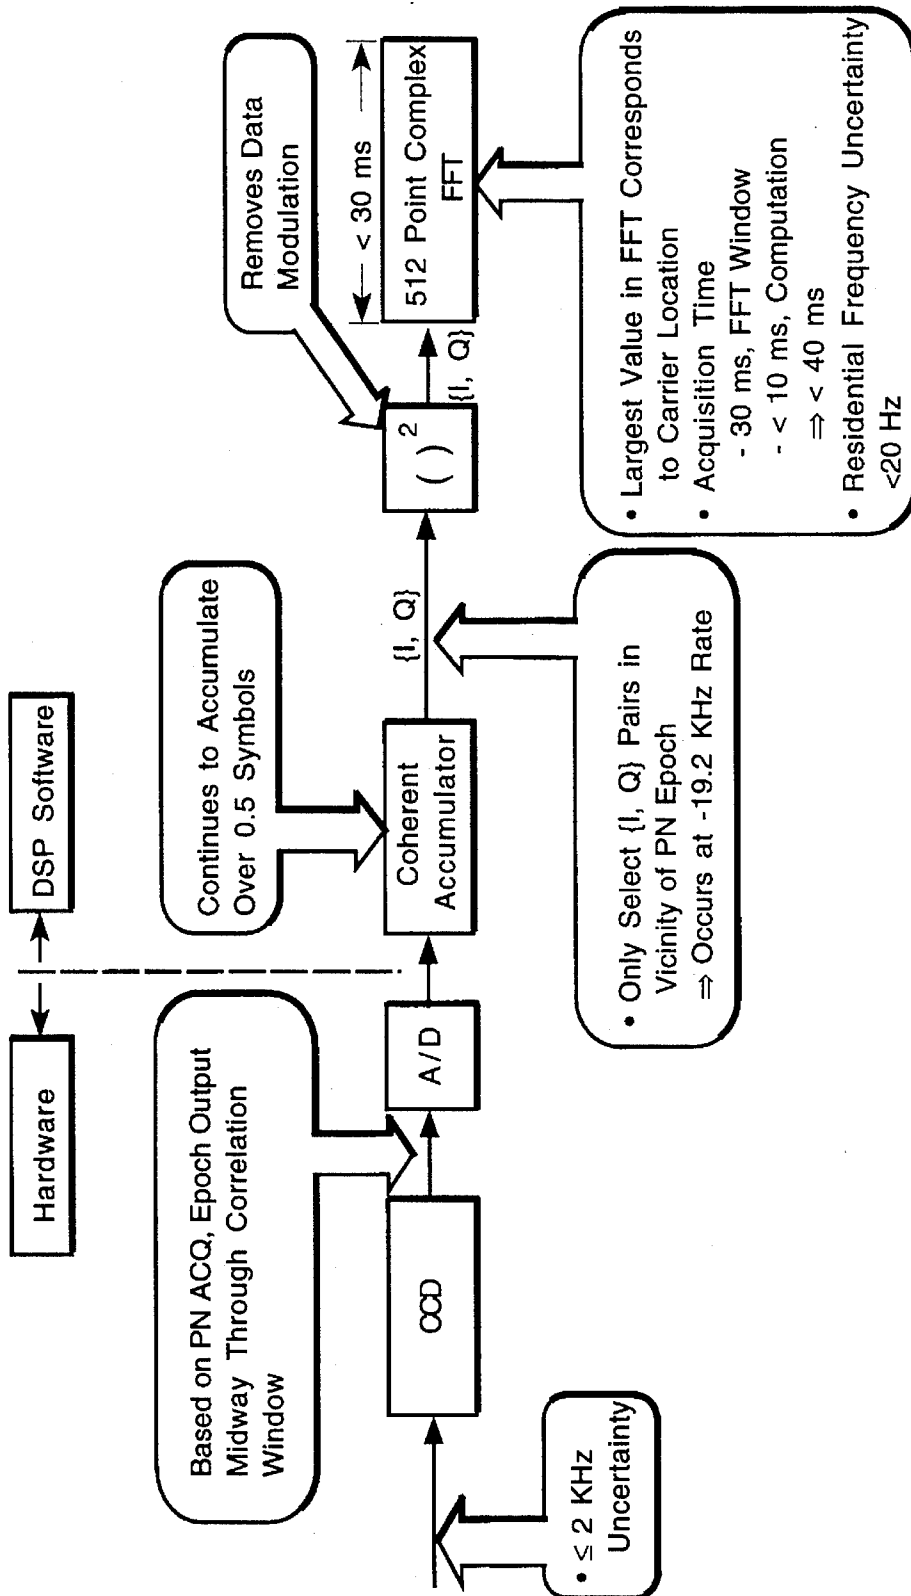 Hardware
DSP Software
Based on PN ACQ, Epoch Output
Midway Through Correlation
Window
Continues to Accumulate
Over 0.5 Symbols
Removes Data
Modulation
< 30 ms
CCD
A/D
Coherent
Accumulator
{I, Q}
( )²
{I, Q}
512 Point Complex
FFT
• ≤ 2 KHz
Uncertainty
• Only Select {I, Q} Pairs in
Vicinity of PN Epoch
⇒ Occurs at -19.2 KHz Rate
• Largest Value in FFT Corresponds
to Carrier Location
• Acquisition Time
- 30 ms, FFT Window
- < 10 ms, Computation
⇒ < 40 ms
• Residential Frequency Uncertainty
<20 Hz